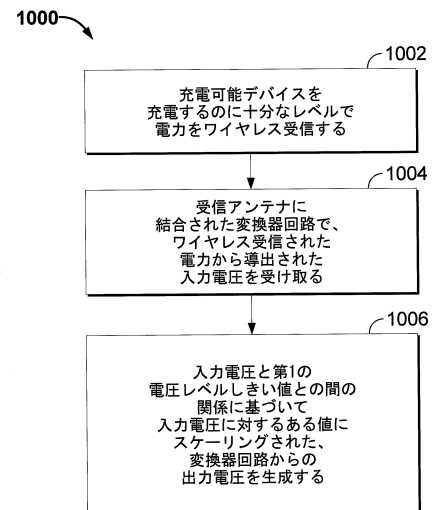 1000
1002
充電可能デバイスを
充電するのに十分なレベルで
電力をワイヤレス受信する
1004
受信アンテナに
結合された変換器回路で、
ワイヤレス受信された
電力から導出された
入力電圧を受け取る
1006
入力電圧と第1の
電圧レベルしきい値との間の
関係に基づいて
入力電圧に対するある値に
スケーリングされた、
変換器回路からの
出力電圧を生成する